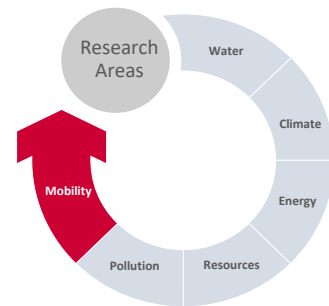 Research
Areas
Water
Climate
Energy
Resources
Pollution
Mobility